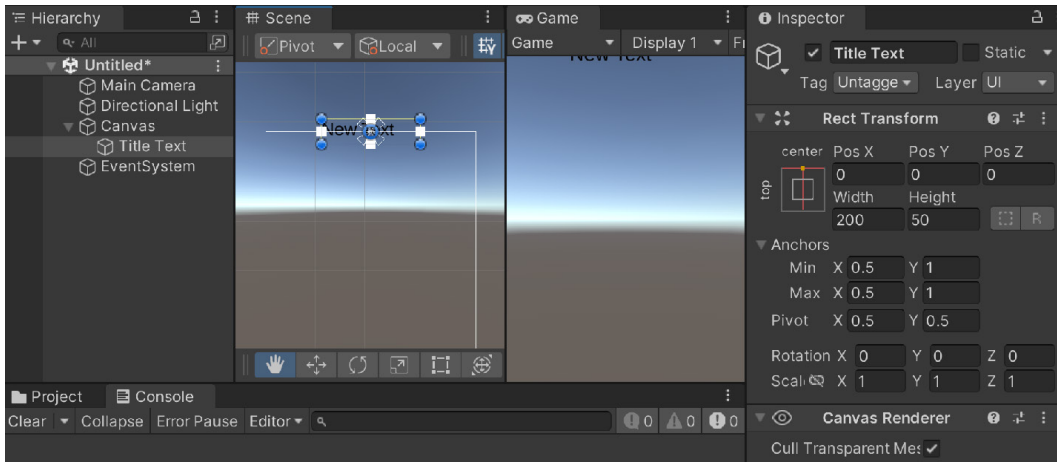 Hierarchy
All
Untitled*
Main Camera
Directional Light
Canvas
Title Text
EventSystem
Scene
Pivot
Local
New Text
Game
Game Display 1
New Text
Inspector
Title Text Static
Tag Untagge Layer UI
Rect Transform
center Pos X Pos Y Pos Z
0 0 0
top
Width Height
200 50 R
Anchors
Min X 0.5 Y 1
Max X 0.5 Y 1
Pivot X 0.5 Y 0.5
Rotation X 0 Y 0 Z 0
Scal X 1 Y 1 Z 1
Canvas Renderer
Cull Transparent Mes
Project Console
Clear Collapse Error Pause Editor 0 0 0